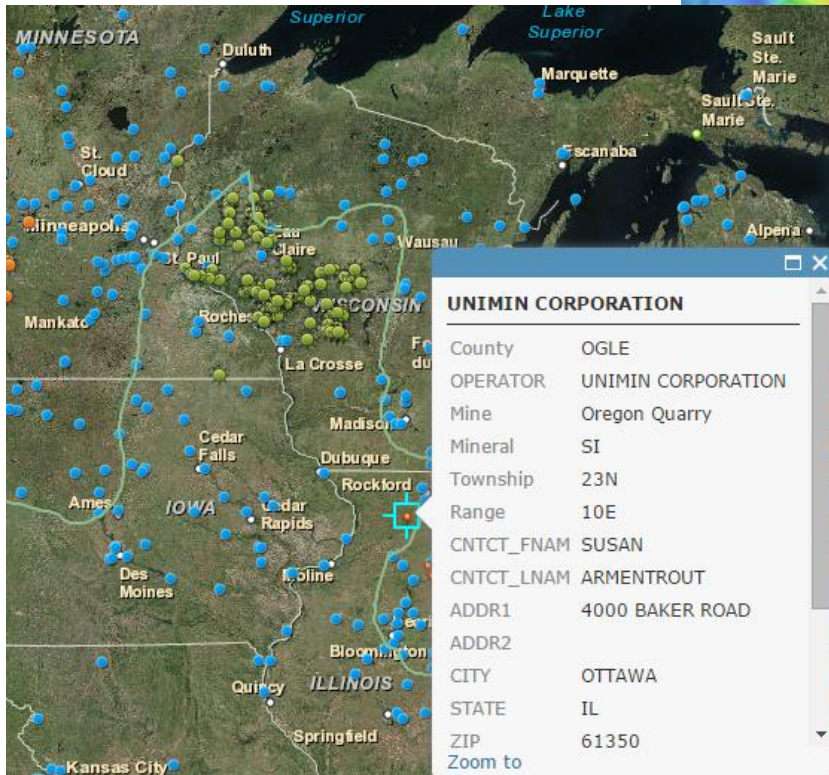 Superior
Lake
Superior
MINNESOTA
Duluth
Marquette
Sault
Ste.
Marie
Sault Ste.
Marie
St.
Cloud
Escanaba
Minneapolis
St. Paul
Eau
Claire
Wausau
Alpena
Mankato
Roches
WISCONSIN
La Crosse
Fo
du
Madison
Cedar
Falls
Dubuque
Rockford
Ames
IOWA
Cedar
Rapids
Des
Moines
Moline
Bloomington
Quincy
ILLINOIS
Springfield
Kansas City
UNIMIN CORPORATION
County OGLE
OPERATOR UNIMIN CORPORATION
Mine Oregon Quarry
Mineral SI
Township 23N
Range 10E
CNTCT_FNAM SUSAN
CNTCT_LNAM ARMENTROUT
ADDR1 4000 BAKER ROAD
ADDR2
CITY OTTAWA
STATE IL
ZIP 61350
Zoom to